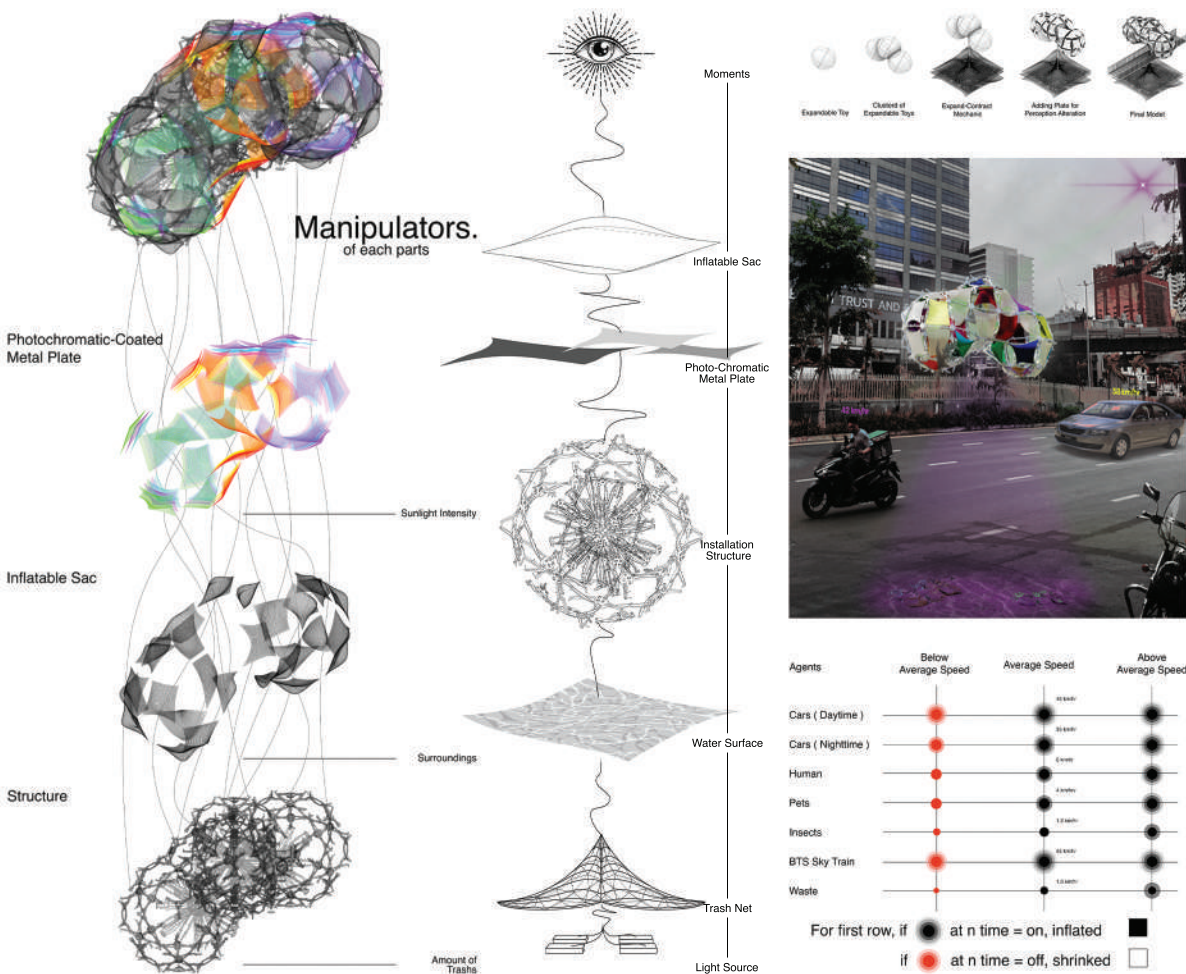 Manipulators.
of each parts
Photochromatic-Coated
Metal Plate
Sunlight Intensity
Inflatable Sac
Surroundings
Structure
Amount of
Trashs
Moments
Inflatable Sac
Photo-Chromatic
Metal Plate
Installation
Structure
Water Surface
Trash Net
Light Source
Expandable Toy
Clusterd of
Expandable Toys
Expand-Contract
Mechanic
Adding Plate for
Perception Alteration
Final Model
TRUST AND
Agents
Below
Average Speed
Average Speed
Above
Average Speed
Cars ( Daytime )
Cars ( Nighttime )
Human
Pets
Insects
BTS Sky Train
Waste
For first row, if at n time = on, inflated
if at n time = off, shrinked